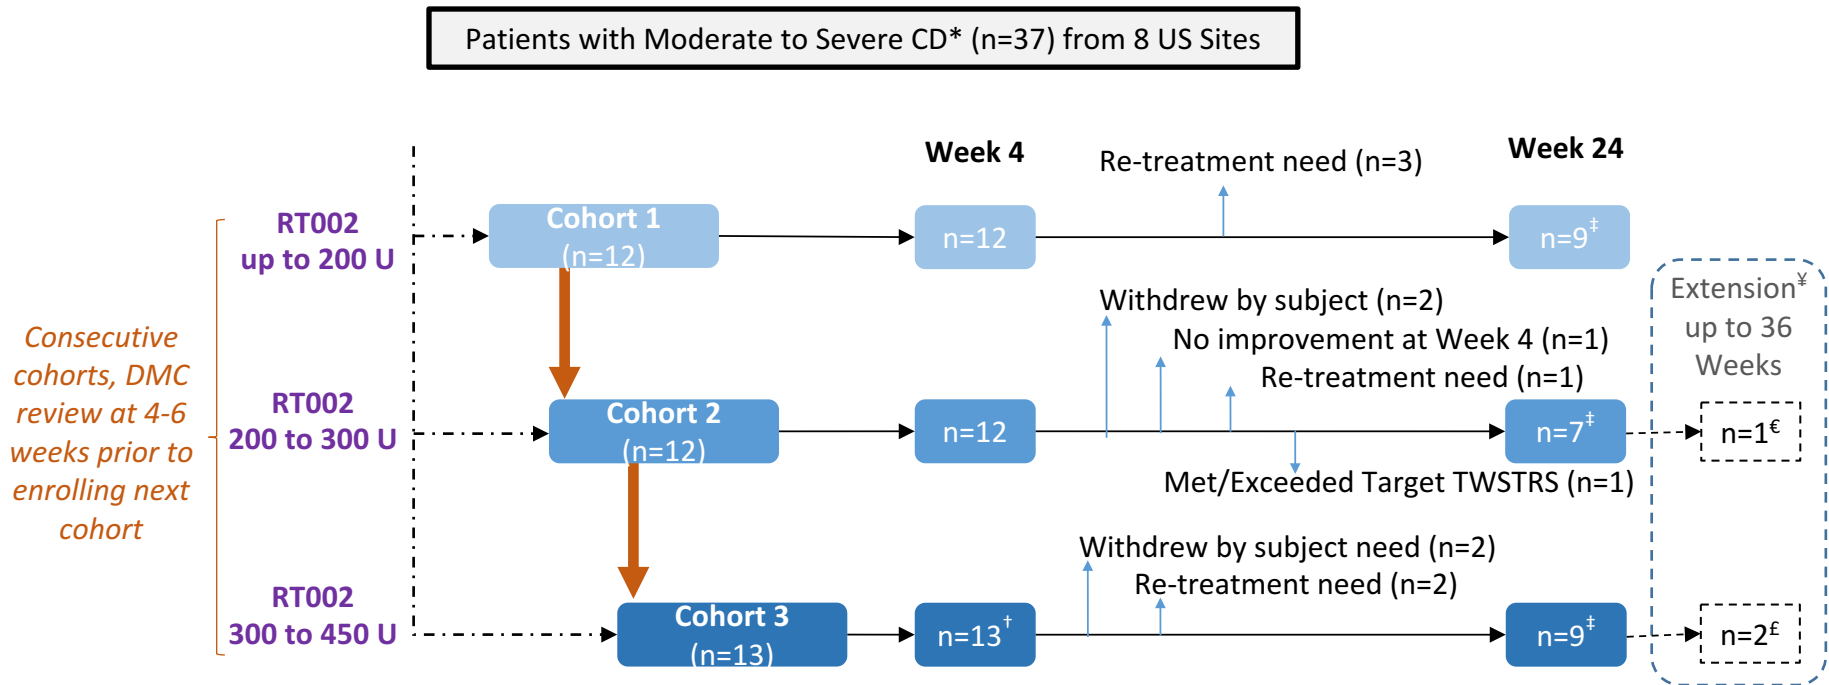 Patients with Moderate to Severe CD* (n=37) from 8 US Sites
Week 4
Week 24
Re-treatment need (n=3)
RT002
up to 200 U
Cohort 1
(n=12)
n=12
n=9‡
Consecutive
cohorts, DMC
review at 4-6
weeks prior to
enrolling next
cohort
Withdrew by subject (n=2)
No improvement at Week 4 (n=1)
Re-treatment need (n=1)
Extension¥
up to 36
Weeks
RT002
200 to 300 U
Cohort 2
(n=12)
n=12
n=7‡
n=1€
Met/Exceeded Target TWSTRS (n=1)
Withdrew by subject need (n=2)
Re-treatment need (n=2)
RT002
300 to 450 U
Cohort 3
(n=13)
n=13†
n=9‡
n=2£